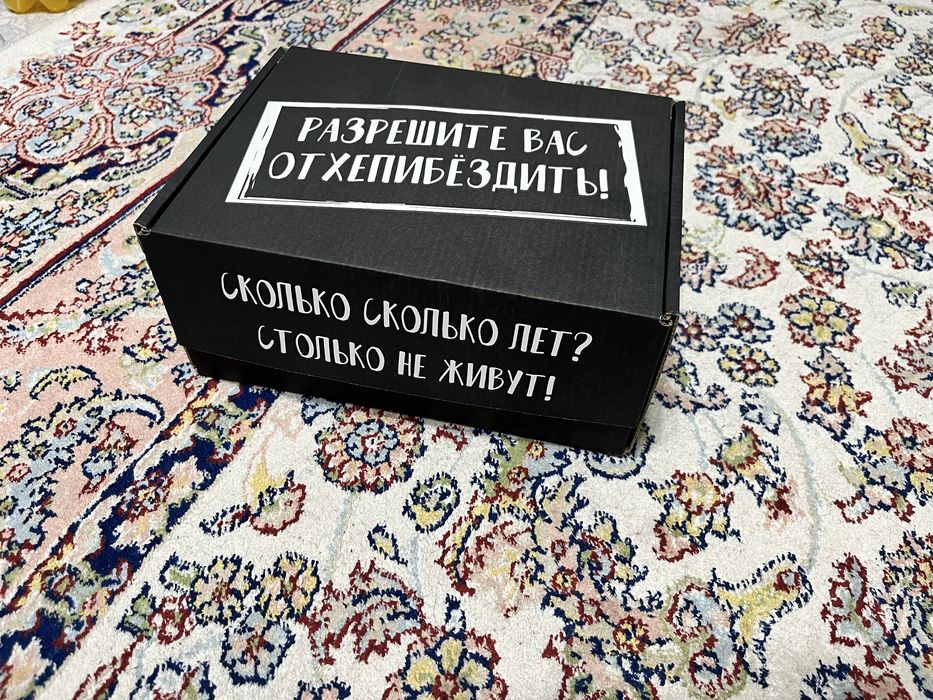 РАЗРЕШИТЕ ВАС
ОТХЕПИБЁЗДИТЬ!
СКОЛЬКО СКОЛЬКО ЛЕТ?
СТОЛЬКО НЕ ЖИВУТ!